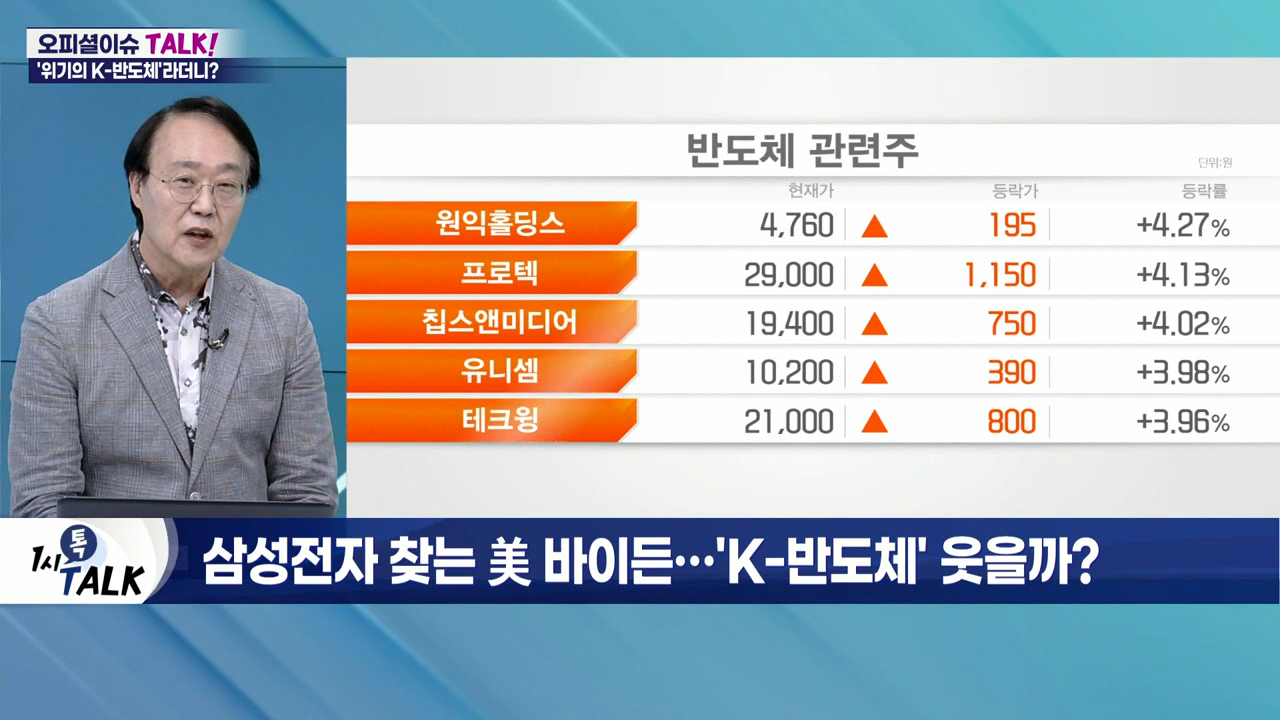 오피셜이슈 TALK!
'위기의 K-반도체'라더니?
반도체 관련주
단위:원
현재가 등락가 등락률
원익홀딩스 4,760 ▲ 195 +4.27%
프로텍 29,000 ▲ 1,150 +4.13%
칩스앤미디어 19,400 ▲ 750 +4.02%
유니셈 10,200 ▲ 390 +3.98%
테크윙 21,000 ▲ 800 +3.96%
1시 톡 TALK
삼성전자 찾는 美 바이든…'K-반도체' 웃을까?